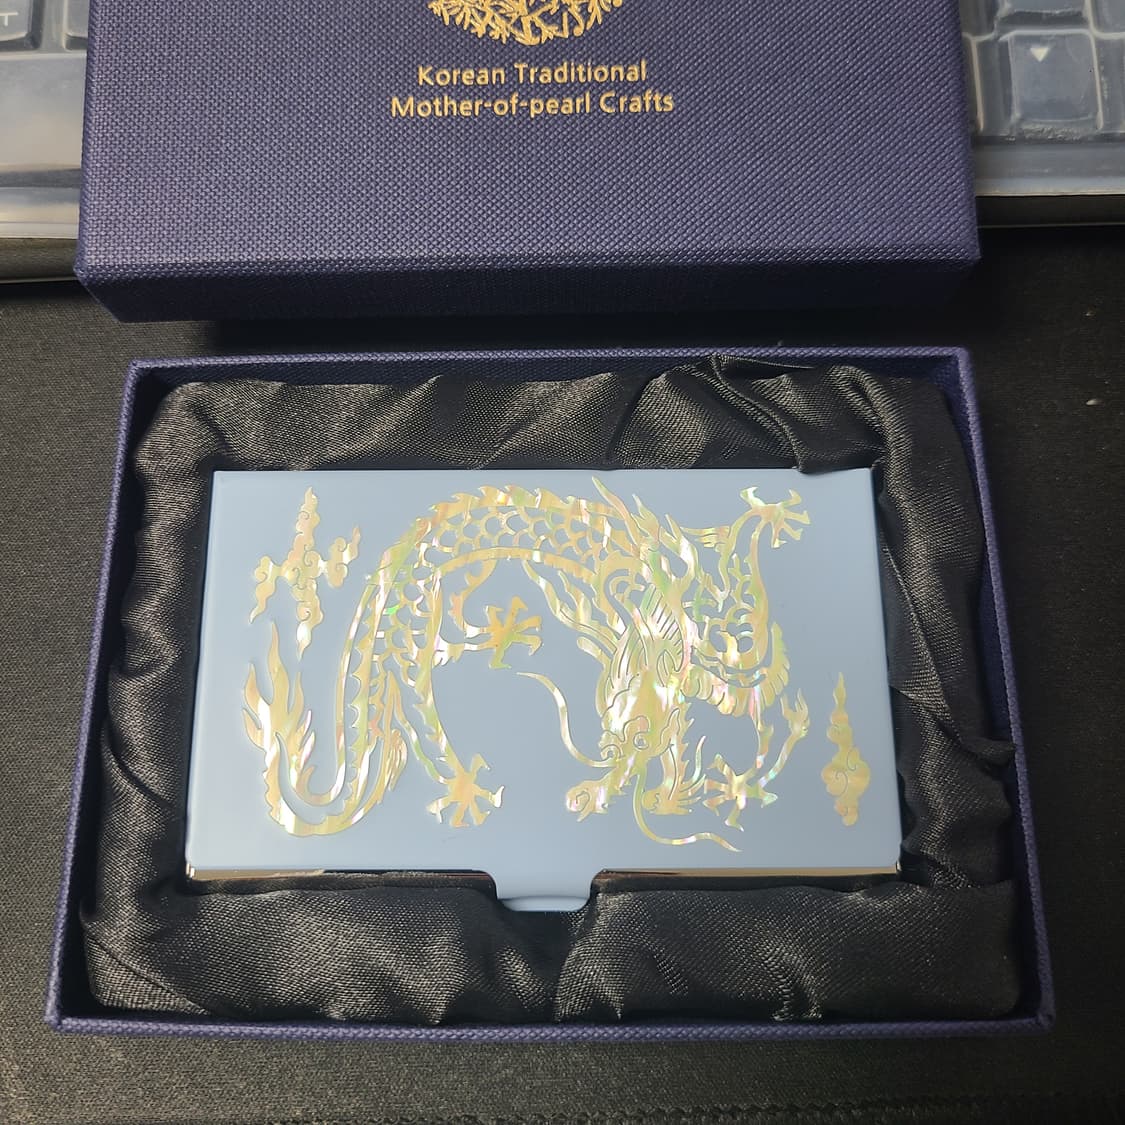 Korean Traditional
Mother-of-pearl Crafts